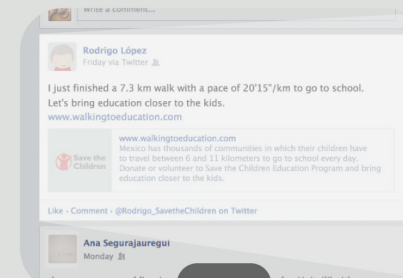 Write a comment...
Rodrigo López
Friday via Twitter
I just finished a 7.3 km walk with a pace of 20'15"/km to go to school.
Let's bring education closer to the kids.
www.walkingtoeducation.com
Save the
Children
www.walkingtoeducation.com
Mexico has thousands of communities in which their children have
to travel between 6 and 11 kilometers to go to school every day.
Donate or volunteer to Save the Children Education Program and bring
education closer to the kids.
Like - Comment - @Rodrigo_SavetheChildren on Twitter
Ana Segurajauregui
Monday